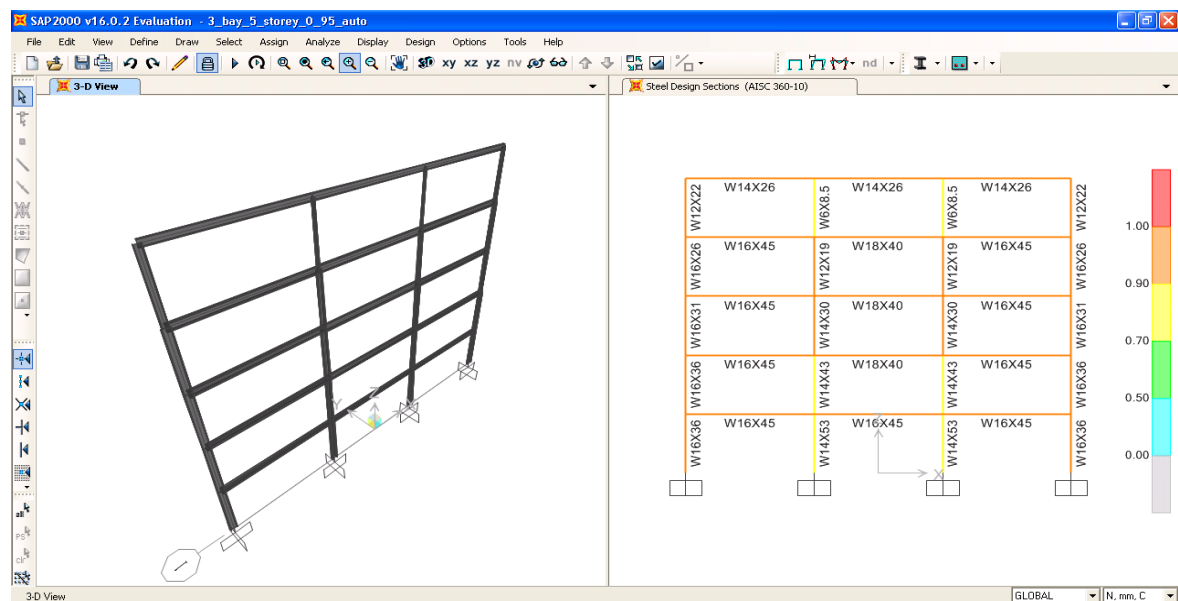 SAP2000 v16.0.2 Evaluation - 3_bay_5_storey_0_95_auto
File Edit View Define Draw Select Assign Analyze Display Design Options Tools Help
xy xz yz nv nd
3-D View
Steel Design Sections (AISC 360-10)
W14X26 W14X26 W14X26
W12X22 W6X8.5 W6X8.5 W12X22
W16X45 W18X40 W16X45
W16X26 W12X19 W12X19 W16X26
W16X45 W18X40 W16X45
W16X31 W14X30 W14X30 W16X31
W16X45 W18X40 W16X45
W16X36 W14X43 W14X43 W16X36
W16X45 W16X45 W16X45
W16X36 W14X53 W14X53 W16X36
X
1.00
0.90
0.70
0.50
0.00
Y Z
all
PS
clr
3-D View
GLOBAL
N, mm, C